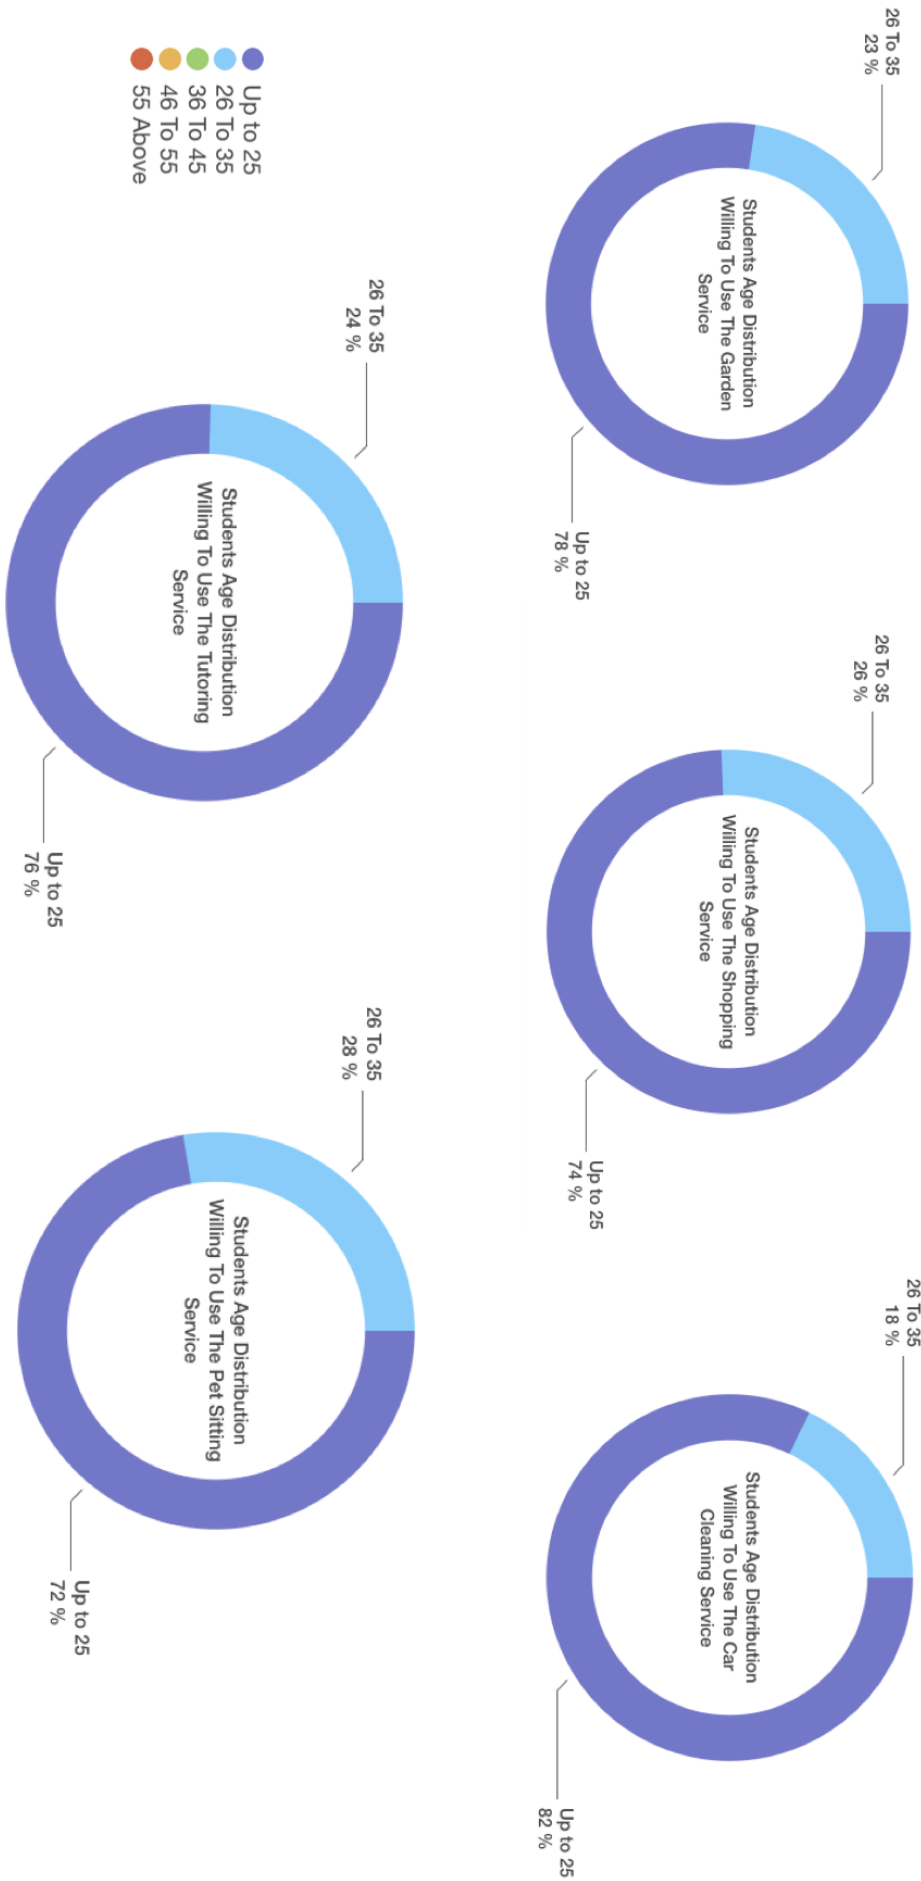 26 To 35
23 %
Students Age Distribution
Willing To Use The Garden
Service
Up to 25
78 %
26 To 35
26 %
Students Age Distribution
Willing To Use The Shopping
Service
Up to 25
74 %
26 To 35
18 %
Students Age Distribution
Willing To Use The Car
Cleaning Service
Up to 25
82 %
Up to 25
26 To 35
36 To 45
46 To 55
55 Above
26 To 35
24 %
Students Age Distribution
Willing To Use The Tutoring
Service
Up to 25
76 %
26 To 35
28 %
Students Age Distribution
Willing To Use The Pet Sitting
Service
Up to 25
72 %